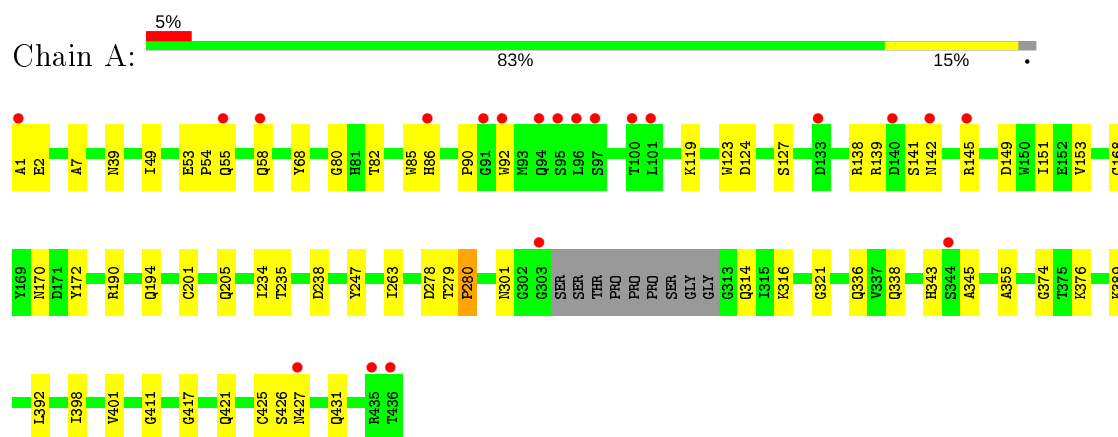 5%
Chain A:
83% 15% •
A1 E2 A7 N39 I49 E53 P54 Q55 Q58 Y68 G80 H81 T82 W85 H86 P90 G91 W92 M93 Q94 S95 L96 S97 T100 L101 K119 W123 D124 S127 D133 R138 R139 D140 S141 N142 R145 D149 W150 I151 E152 V153 G168
Y169 N170 D171 Y172 R190 Q194 C201 Q205 I234 T235 D238 Y247 I263 D278 T279 P280 N301 G302 G303 SER SER THR PRO PRO PRO SER GLY GLY G313 Q314 I315 K316 G321 Q336 V337 Q338 H343 S344 A345 A355 G374 T375 K376
L392 I398 V401 G411 G417 Q421 C425 S426 N427 Q431 R435 T436